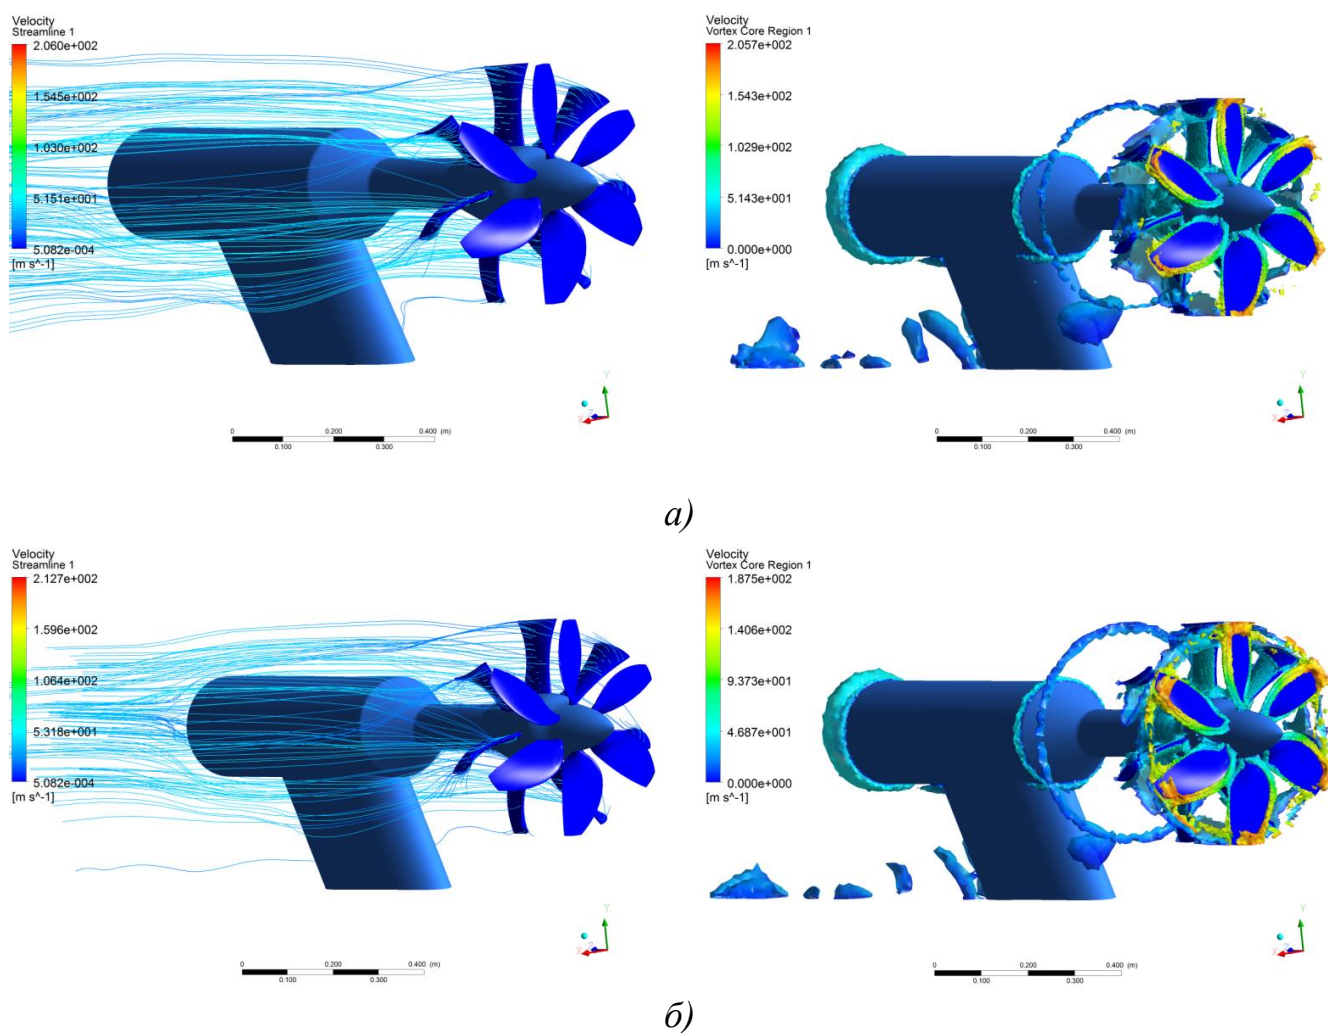 Velocity
Streamline 1
2.060e+002
1.545e+002
1.030e+002
5.151e+001
5.082e-004
[m s^-1]
0 0.200 0.400 (m)
0.100 0.300
Y
X Z
Velocity
Vortex Core Region 1
2.057e+002
1.543e+002
1.029e+002
5.143e+001
0.000e+000
[m s^-1]
0 0.200 0.400 (m)
0.100 0.300
Y
X Z
а)
Velocity
Streamline 1
2.127e+002
1.596e+002
1.064e+002
5.318e+001
5.082e-004
[m s^-1]
0 0.200 0.400 (m)
0.100 0.300
Y
X Z
Velocity
Vortex Core Region 1
1.875e+002
1.406e+002
9.373e+001
4.687e+001
0.000e+000
[m s^-1]
0 0.200 0.400 (m)
0.100 0.300
Y
X Z
б)